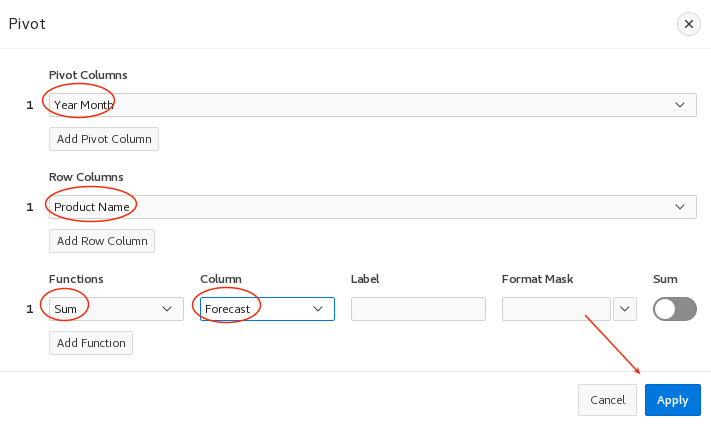 Pivot
Pivot Columns
1 Year Month
Add Pivot Column
Row Columns
1 Product Name
Add Row Column
Functions Column Label Format Mask Sum
1 Sum Forecast
Add Function
Cancel Apply